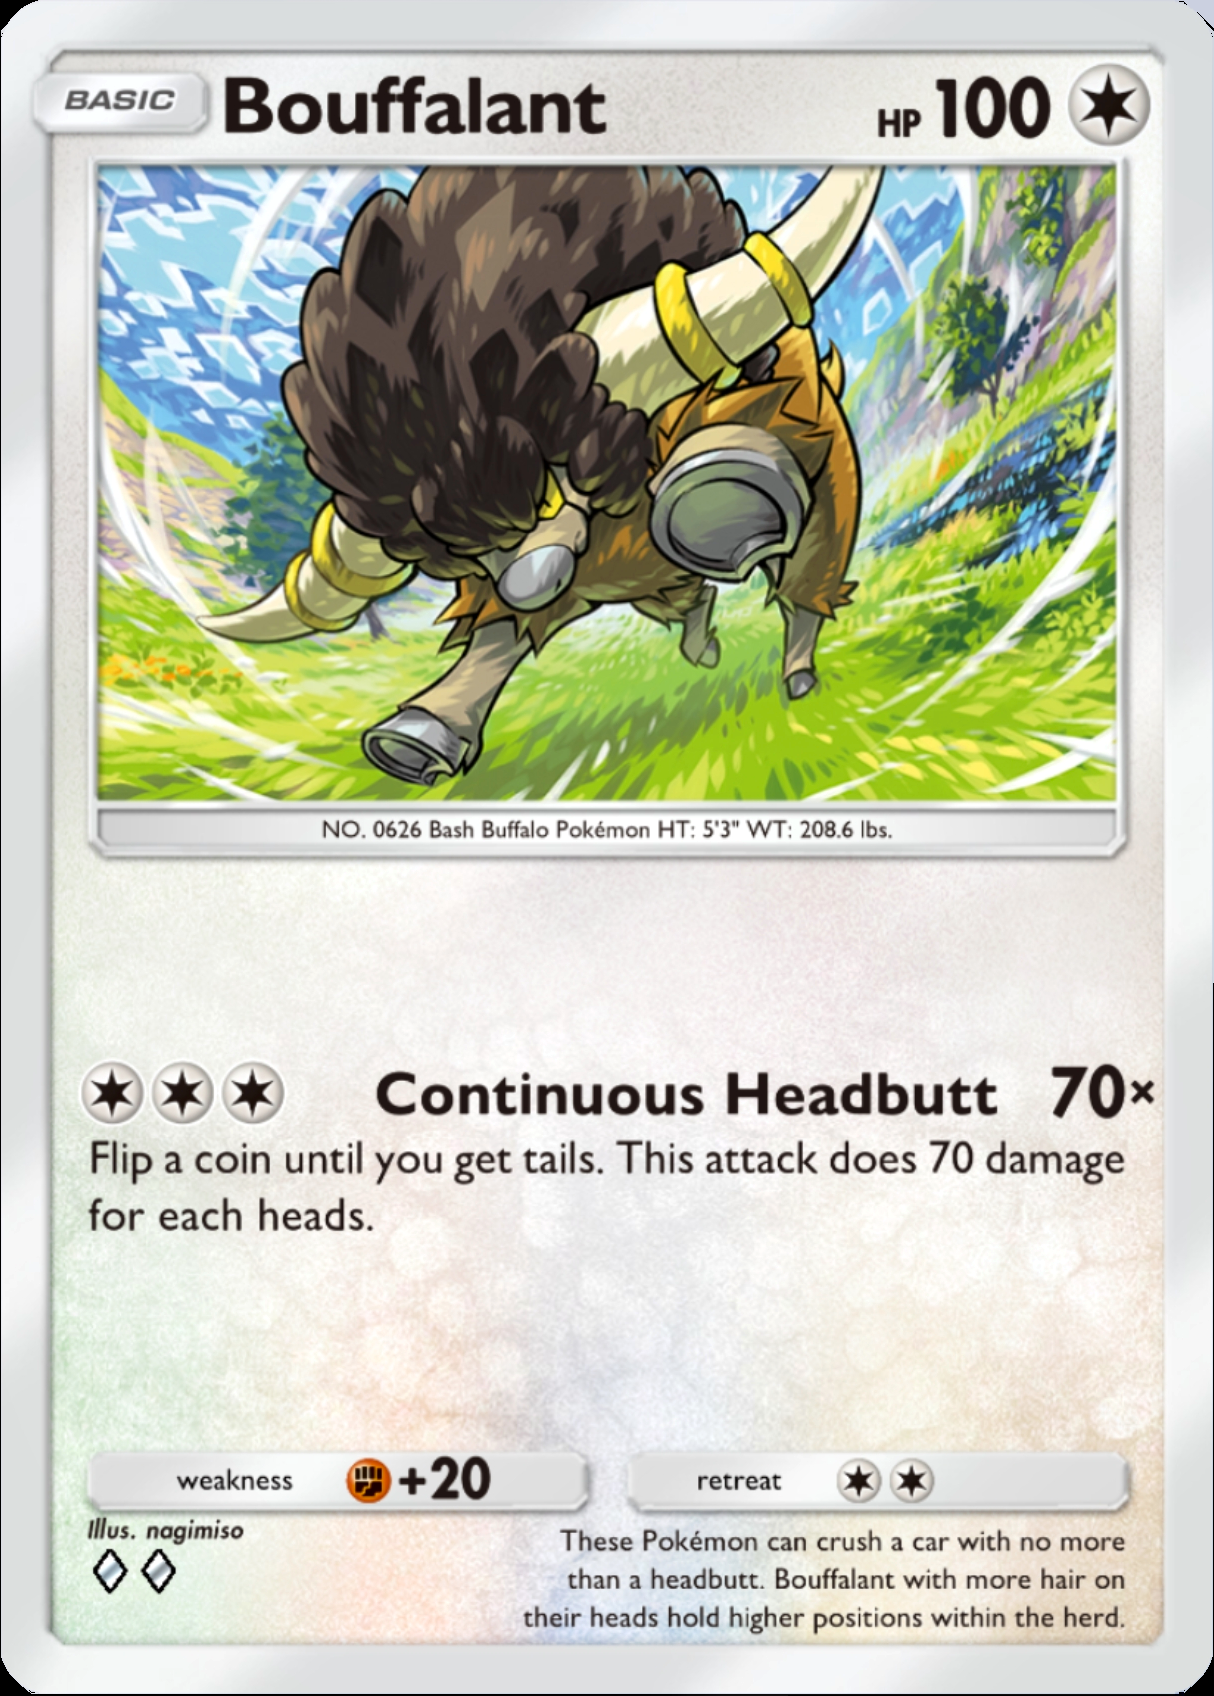 BASIC Bouffalant HP 100
NO. 0626 Bash Buffalo Pokémon HT: 5'3" WT: 208.6 lbs.
Continuous Headbutt 70×
Flip a coin until you get tails. This attack does 70 damage
for each heads.
weakness +20 retreat
Illus. nagimiso
These Pokémon can crush a car with no more
than a headbutt. Bouffalant with more hair on
their heads hold higher positions within the herd.